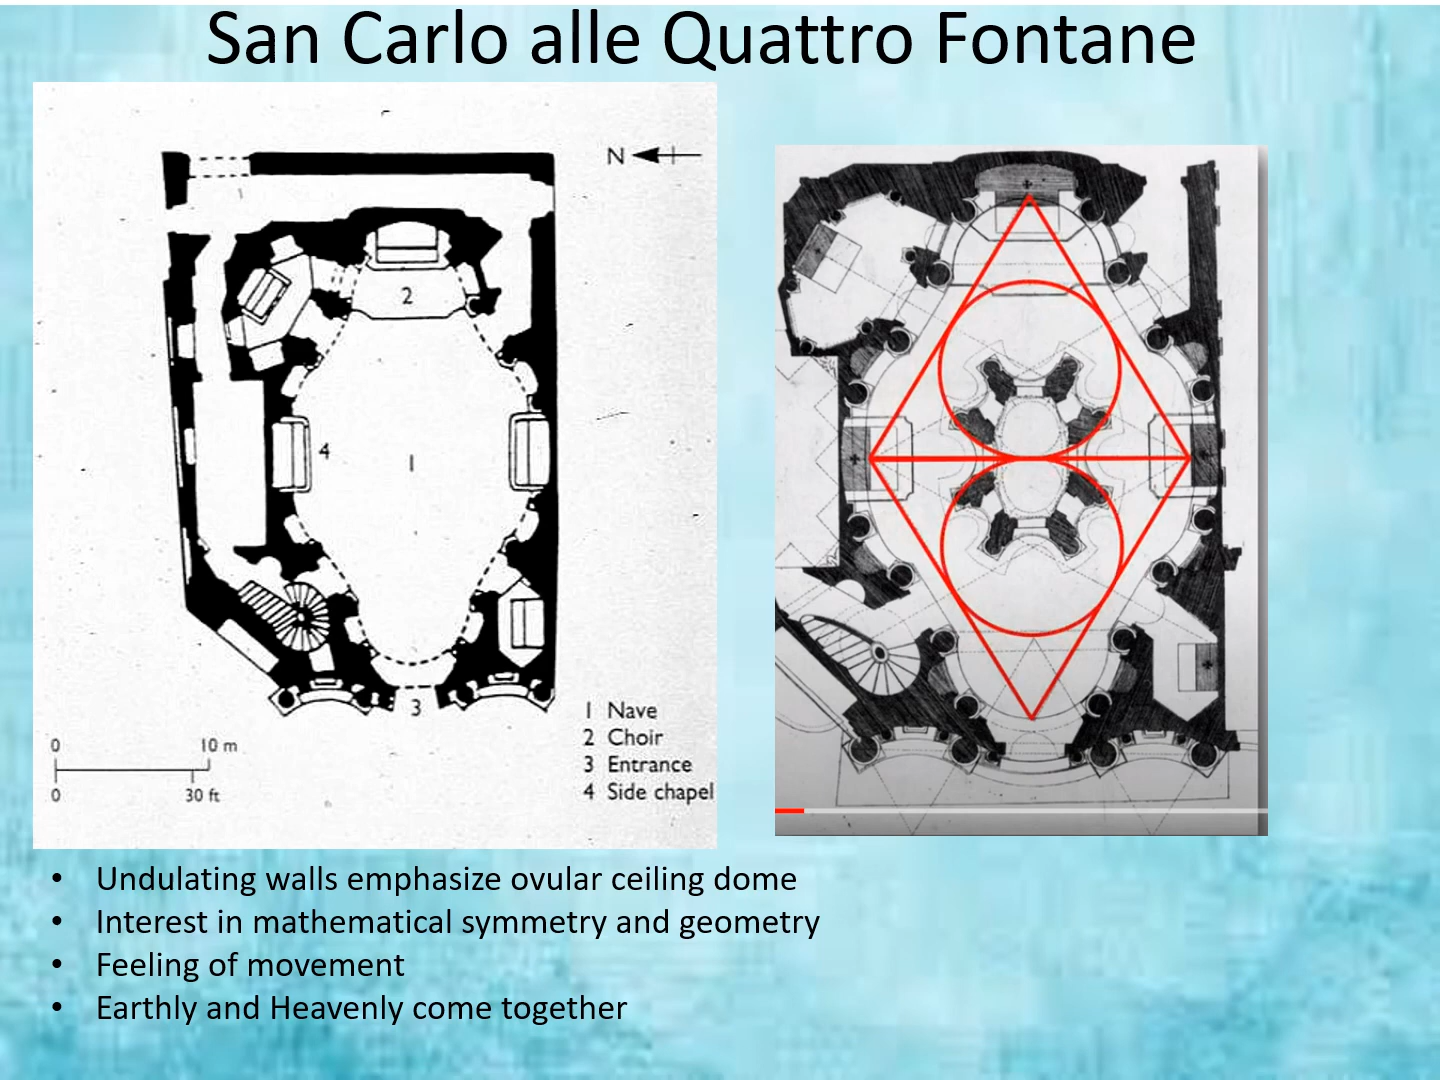 San Carlo alle Quattro Fontane
N
1
2
4
1
3
1 Nave
2 Choir
3 Entrance
4 Side chapel
0 10 m
0 30 ft
• Undulating walls emphasize ovular ceiling dome
• Interest in mathematical symmetry and geometry
• Feeling of movement
• Earthly and Heavenly come together